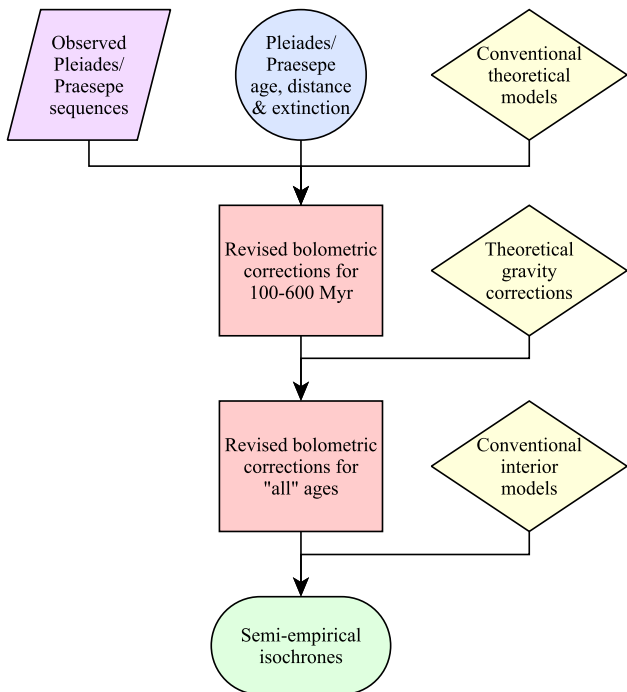 Observed
Pleiades/
Praesepe
sequences
Pleiades/
Praesepe
age, distance
& extinction
Conventional
theoretical
models
Revised bolometric
corrections for
100-600 Myr
Theoretical
gravity
corrections
Revised bolometric
corrections for
"all" ages
Conventional
interior
models
Semi-empirical
isochrones